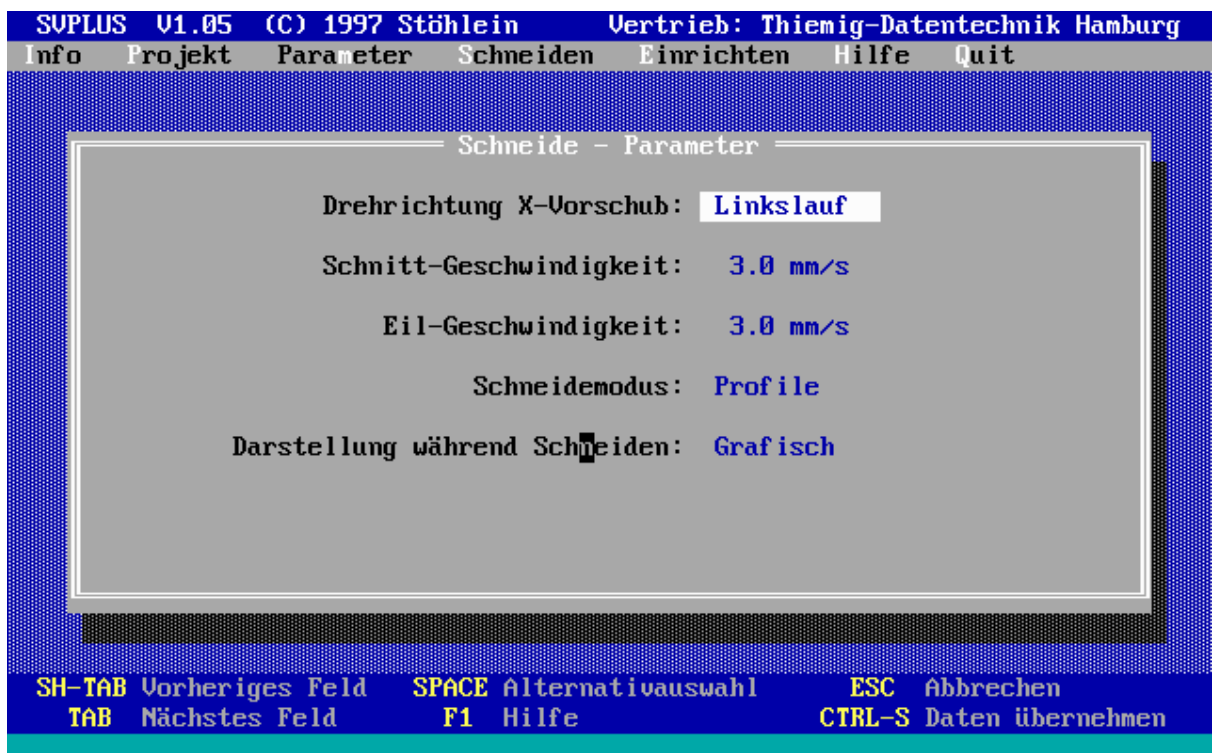 SVPLUS V1.05 (C) 1997 Stöhlein Vertrieb: Thiemig-Datentechnik Hamburg
Info Projekt Parameter Schneiden Einrichten Hilfe Quit
Schneide - Parameter
Drehrichtung X-Vorschub: Linkslauf
Schnitt-Geschwindigkeit: 3.0 mm/s
Eil-Geschwindigkeit: 3.0 mm/s
Schneidemodus: Profile
Darstellung während Schneiden: Grafisch
SH-TAB Vorheriges Feld SPACE Alternativauswahl ESC Abbrechen
TAB Nächstes Feld F1 Hilfe CTRL-S Daten übernehmen